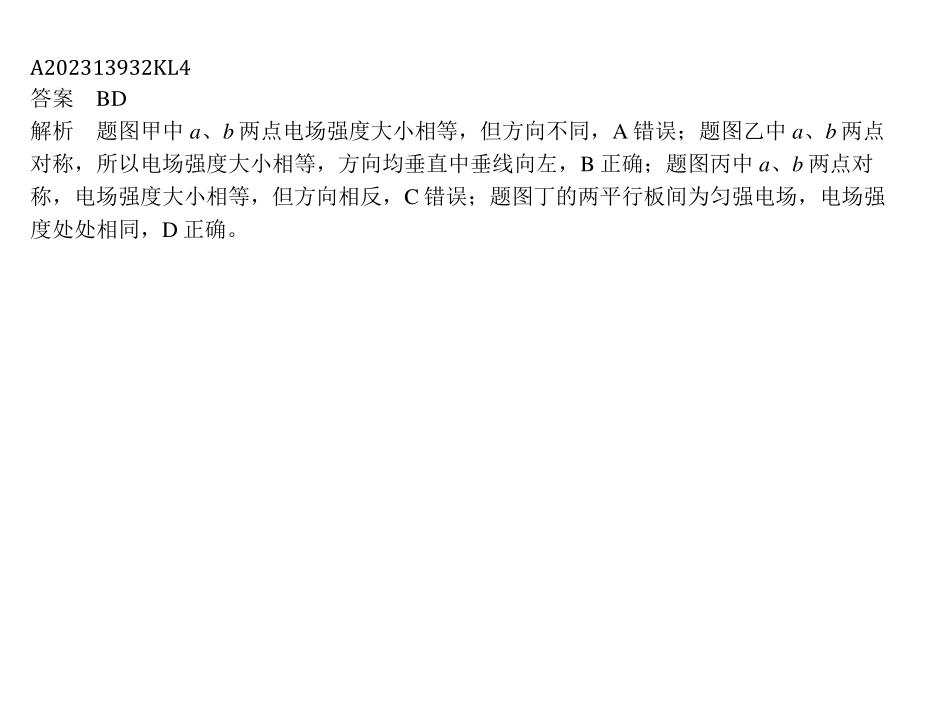 A202313932KL4
答案　BD
解析　题图甲中 a、b 两点电场强度大小相等，但方向不同，A 错误；题图乙中 a、b 两点
对称，所以电场强度大小相等，方向均垂直中垂线向左，B 正确；题图丙中 a、b 两点对
称，电场强度大小相等，但方向相反，C 错误；题图丁的两平行板间为匀强电场，电场强
度处处相同，D 正确。